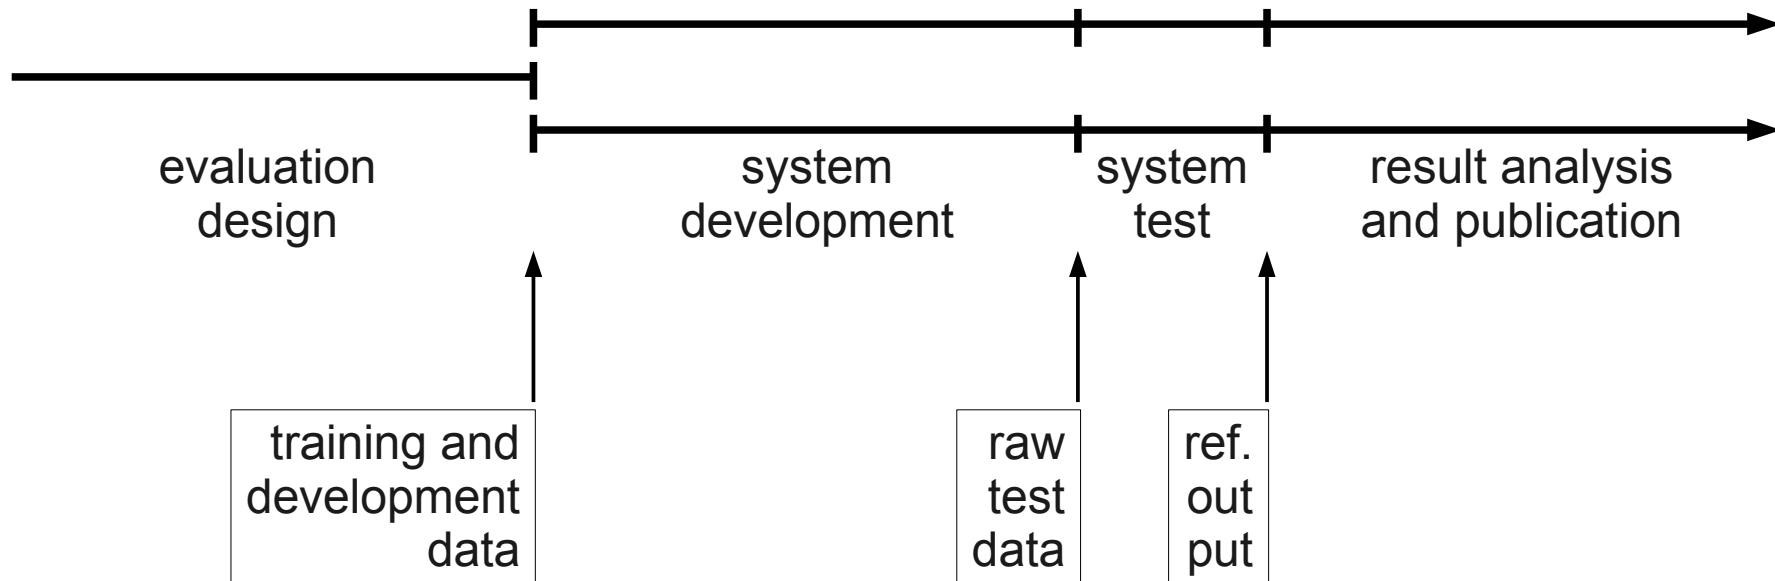 evaluation
design
system
development
system
test
result analysis
and publication
training and
development
data
raw
test
data
ref.
out
put